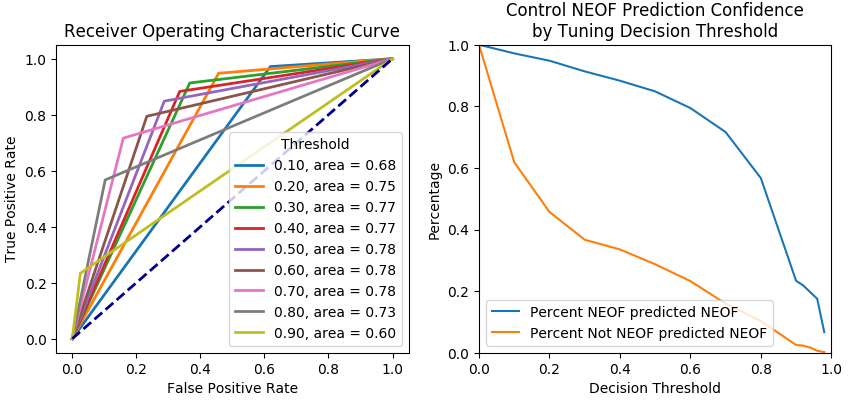 Receiver Operating Characteristic Curve
True Positive Rate
1.0
0.8
0.6
0.4
0.2
0.0
Threshold
0.10, area = 0.68
0.20, area = 0.75
0.30, area = 0.77
0.40, area = 0.77
0.50, area = 0.78
0.60, area = 0.78
0.70, area = 0.78
0.80, area = 0.73
0.90, area = 0.60
0.0 0.2 0.4 0.6 0.8 1.0
False Positive Rate
Control NEOF Prediction Confidence
by Tuning Decision Threshold
Percentage
1.0
0.8
0.6
0.4
0.2
0.0
Percent NEOF predicted NEOF
Percent Not NEOF predicted NEOF
0.0 0.2 0.4 0.6 0.8 1.0
Decision Threshold